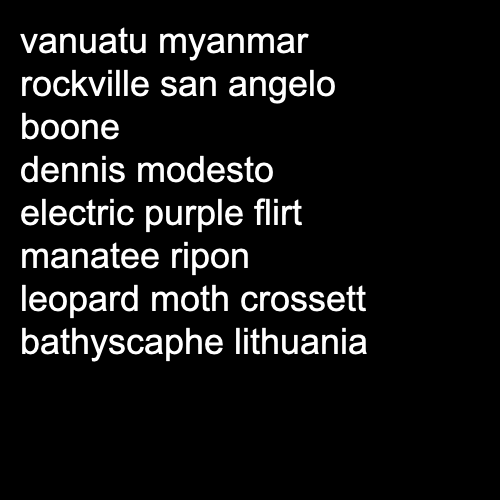 vanuatu myanmar
rockville san angelo
boone
dennis modesto
electric purple flirt
manatee ripon
leopard moth crossett
bathyscaphe lithuania